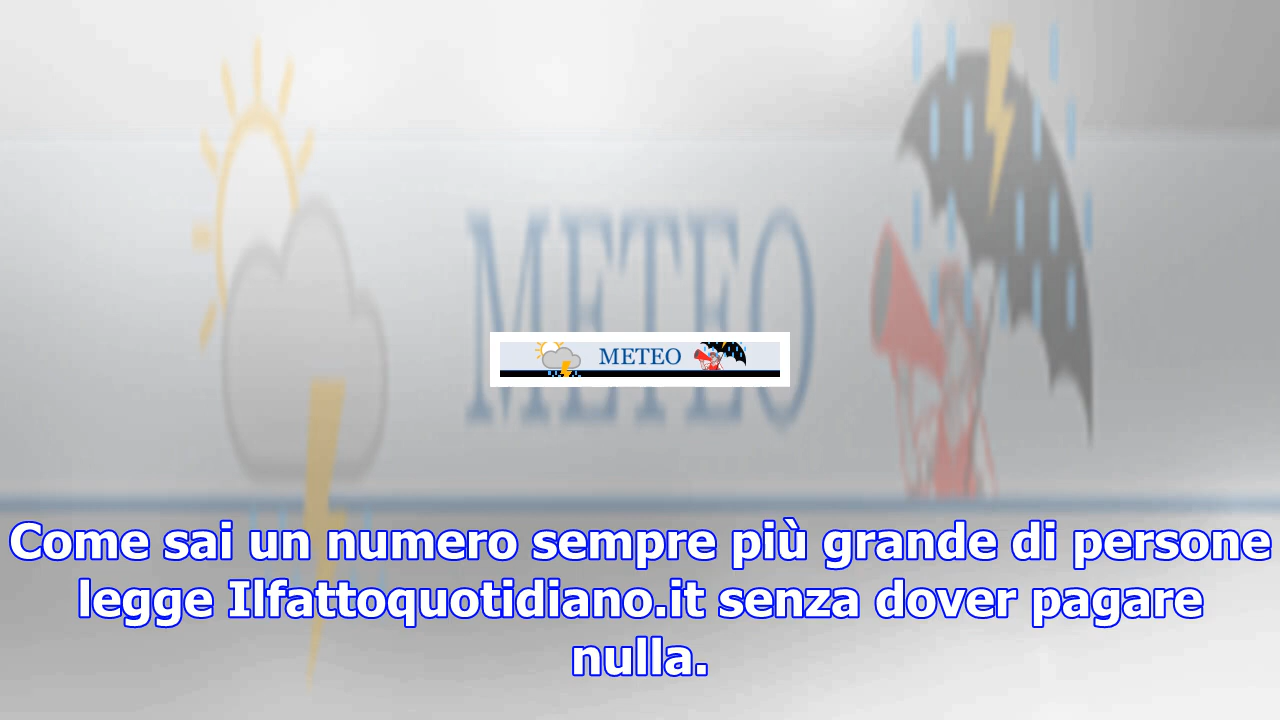 METEO
METEO
Come sai un numero sempre più grande di persone
legge Ilfattoquotidiano.it senza dover pagare
nulla.